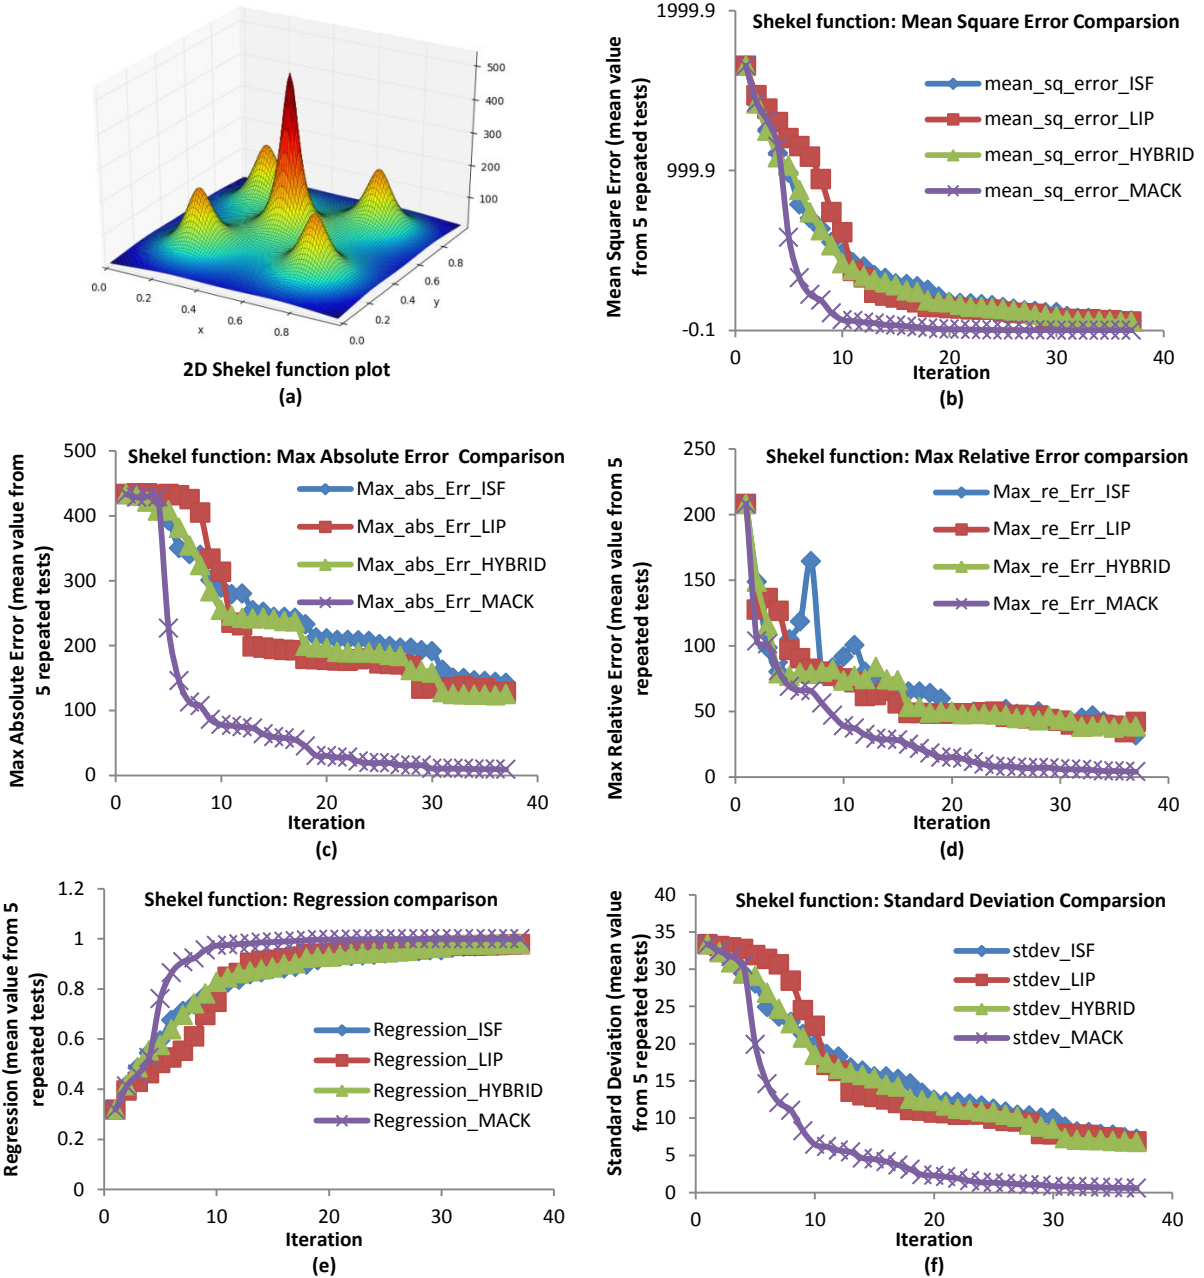 500
400
300
200
100
0.0
0.2
0.4
0.6
0.8
x
0.0
0.2
0.4
0.6
0.8
y
2D Shekel function plot
(a)
Shekel function: Mean Square Error Comparsion
Mean Square Error (mean value
from 5 repeated tests)
1999.9
999.9
-0.1
mean_sq_error_ISF
mean_sq_error_LIP
mean_sq_error_HYBRID
mean_sq_error_MACK
0 10 20 30 40
Iteration
(b)
Shekel function: Max Absolute Error Comparison
Max Absolute Error (mean value from
5 repeated tests)
500
400
300
200
100
0
Max_abs_Err_ISF
Max_abs_Err_LIP
Max_abs_Err_HYBRID
Max_abs_Err_MACK
0 10 20 30 40
Iteration
(c)
Shekel function: Max Relative Error comparsion
Max Relative Error (mean value from 5
repeated tests)
250
200
150
100
50
0
Max_re_Err_ISF
Max_re_Err_LIP
Max_re_Err_HYBRID
Max_re_Err_MACK
0 10 20 30 40
Iteration
(d)
Shekel function: Regression comparison
Regression (mean value from 5
repeated tests)
1.2
1
0.8
0.6
0.4
0.2
0
Regression_ISF
Regression_LIP
Regression_HYBRID
Regression_MACK
0 10 20 30 40
Iteration
(e)
Shekel function: Standard Deviation Comparsion
Standard Deviation (mean value
from 5 repeated tests)
40
35
30
25
20
15
10
5
0
stdev_ISF
stdev_LIP
stdev_HYBRID
stdev_MACK
0 10 20 30 40
Iteration
(f)